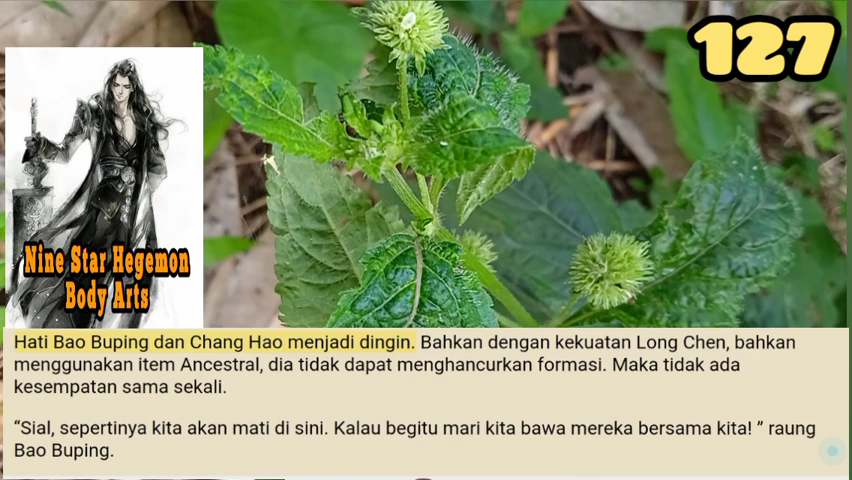 127
Nine Star Hegemon
Body Arts
Hati Bao Buping dan Chang Hao menjadi dingin. Bahkan dengan kekuatan Long Chen, bahkan
menggunakan item Ancestral, dia tidak dapat menghancurkan formasi. Maka tidak ada
kesempatan sama sekali.
“Sial, sepertinya kita akan mati di sini. Kalau begitu mari kita bawa mereka bersama kita! ” raung
Bao Buping.